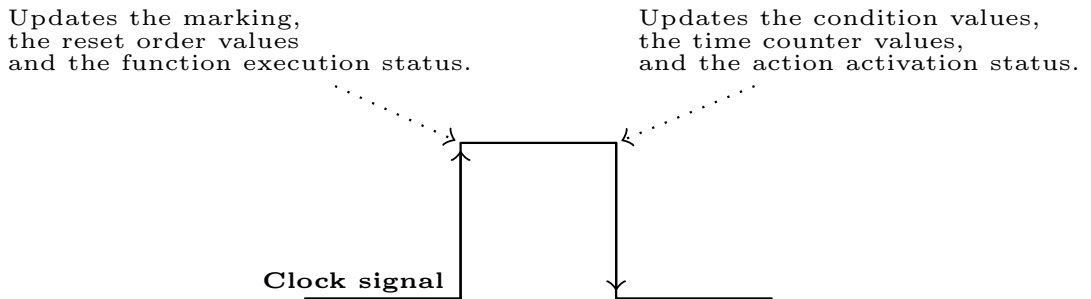 Updates the marking,
the reset order values
and the function execution status.
Updates the condition values,
the time counter values,
and the action activation status.
Clock signal